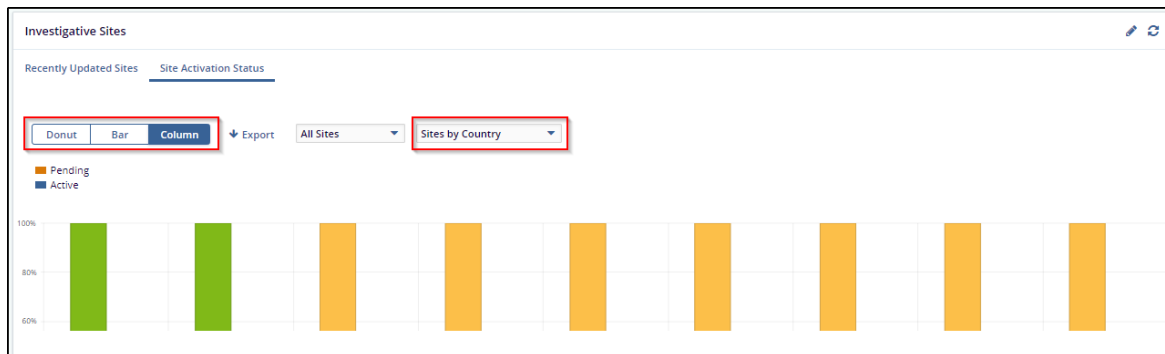 Investigative Sites
Recently Updated Sites Site Activation Status
Donut Bar Column Export All Sites Sites by Country
Pending
Active
100%
80%
60%